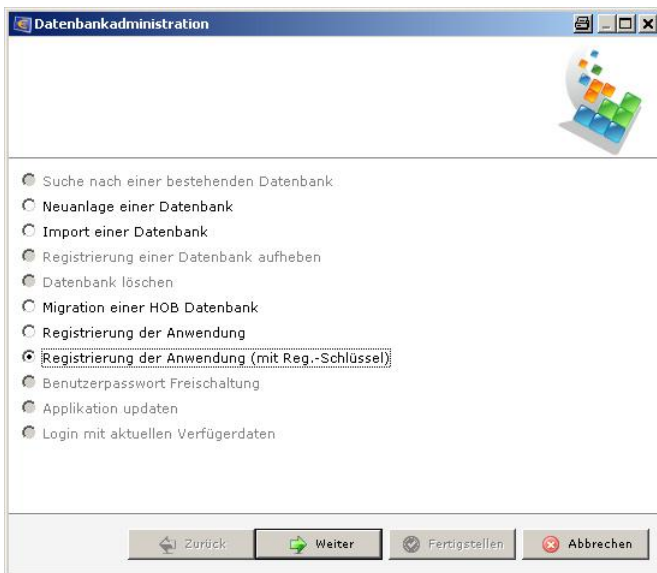 Datenbankadministration
Suche nach einer bestehenden Datenbank
Neuanlage einer Datenbank
Import einer Datenbank
Registrierung einer Datenbank aufheben
Datenbank löschen
Migration einer HOB Datenbank
Registrierung der Anwendung
Registrierung der Anwendung (mit Reg.-Schlüssel)
Benutzerpasswort Freischaltung
Applikation updaten
Login mit aktuellen Verfügerdaten
Zurück Weiter Fertigstellen Abbrechen